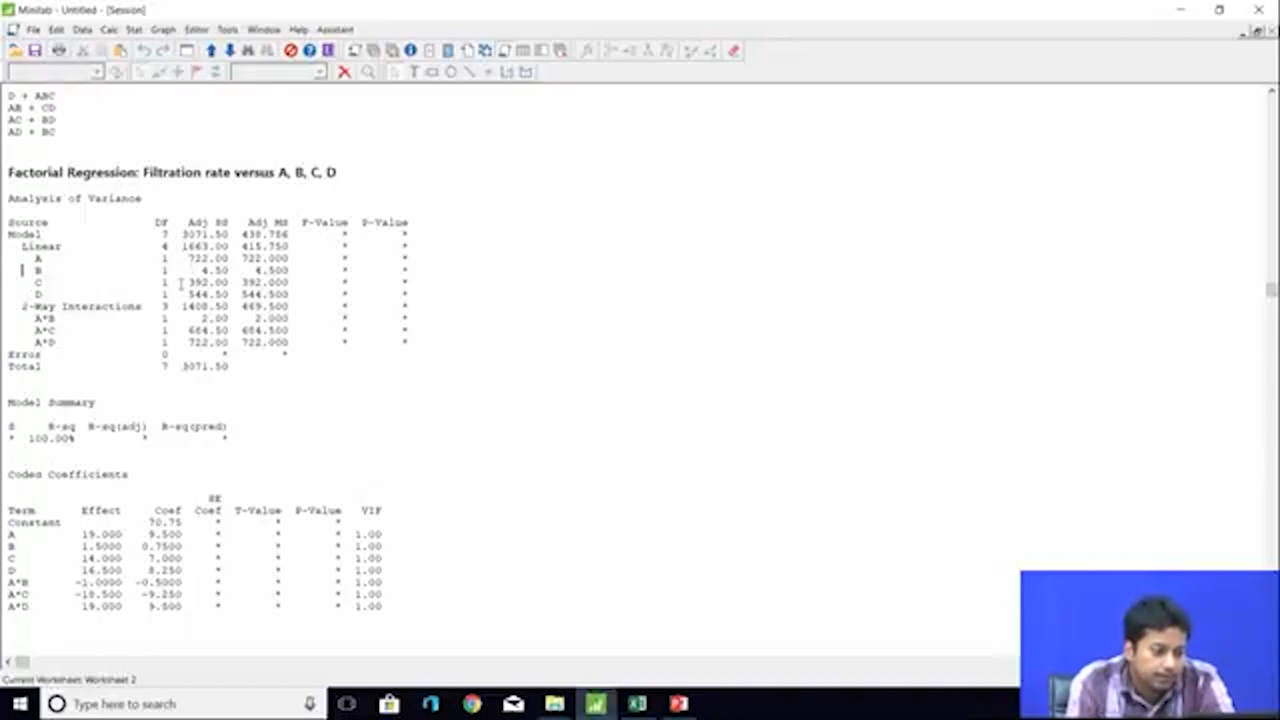 Minitab - Untitled - [Session]
File Edit Data Calc Stat Graph Editor Tools Window Help Assistant
D + ABC
AB + CD
AC + BD
AD + BC
Factorial Regression: Filtration rate versus A, B, C, D
Analysis of Variance
Source DF Adj SS Adj MS F-Value P-Value
Model 7 3071.50 438.786 * *
Linear 4 1663.00 415.750 * *
A 1 722.00 722.000 * *
B 1 4.50 4.500 * *
C 1 392.00 392.000 * *
D 1 544.50 544.500 * *
2-Way Interactions 3 1408.50 469.500 * *
A*B 1 2.00 2.000 * *
A*C 1 684.50 684.500 * *
A*D 1 722.00 722.000 * *
Error 0 * *
Total 7 3071.50
Model Summary
S R-sq R-sq(adj) R-sq(pred)
* 100.00% * *
Coded Coefficients
SE
Term Effect Coef Coef T-Value P-Value VIF
Constant 70.75 * * *
A 19.000 9.500 * * * 1.00
B 1.5000 0.7500 * * * 1.00
C 14.000 7.000 * * * 1.00
D 16.500 8.250 * * * 1.00
A*B -1.0000 -0.5000 * * * 1.00
A*C -18.500 -9.250 * * * 1.00
A*D 19.000 9.500 * * * 1.00
Current Worksheet: Worksheet 2
Type here to search